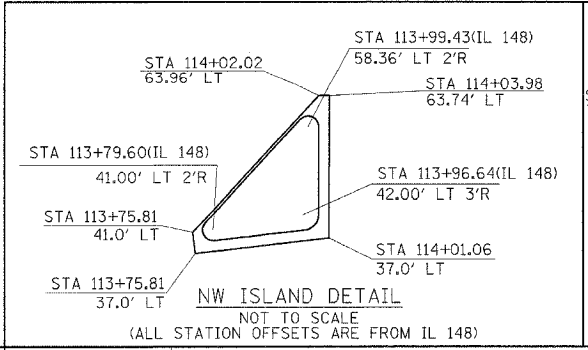 STA 113+99.43(IL 148)
58.36' LT 2'R
STA 114+02.02
63.96' LT
STA 114+03.98
63.74' LT
STA 113+79.60(IL 148)
41.00' LT 2'R
STA 113+96.64(IL 148)
42.00' LT 3'R
STA 113+75.81
41.0' LT
STA 114+01.06
37.0' LT
STA 113+75.81
37.0' LT
NW ISLAND DETAIL
NOT TO SCALE
(ALL STATION OFFSETS ARE FROM IL 148)